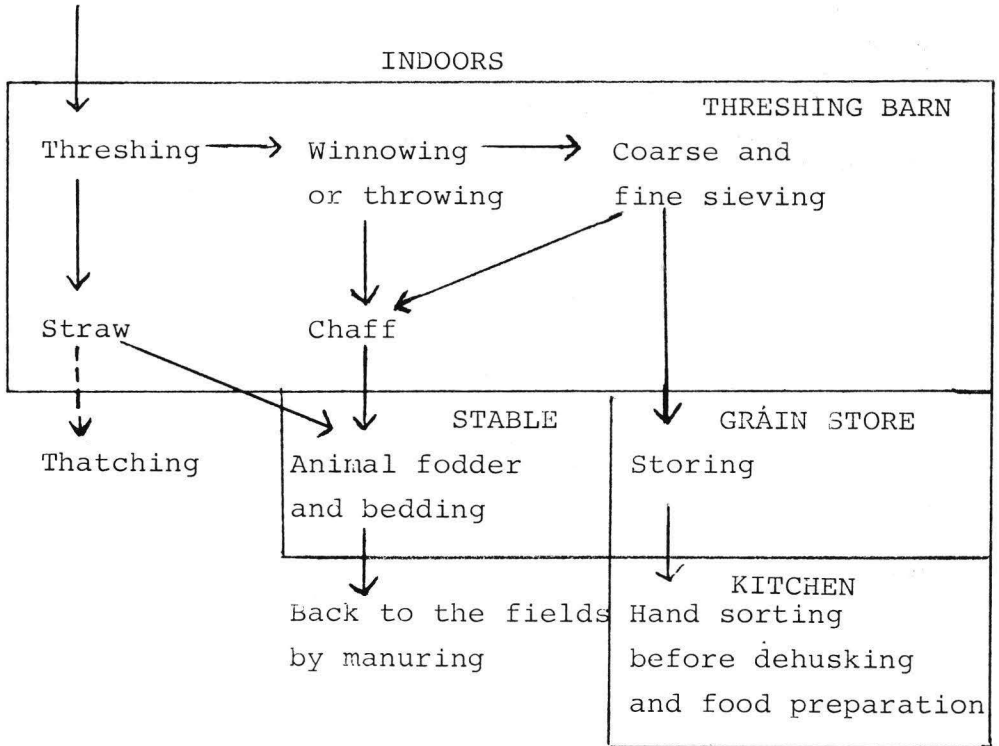 INDOORS
THRESHING BARN
Threshing
Winnowing
or throwing
Coarse and
fine sieving
Straw
Chaff
STABLE
GRAIN STORE
Thatching
Animal fodder
and bedding
Storing
KITCHEN
Back to the fields
by manuring
Hand sorting
before dehusking
and food preparation